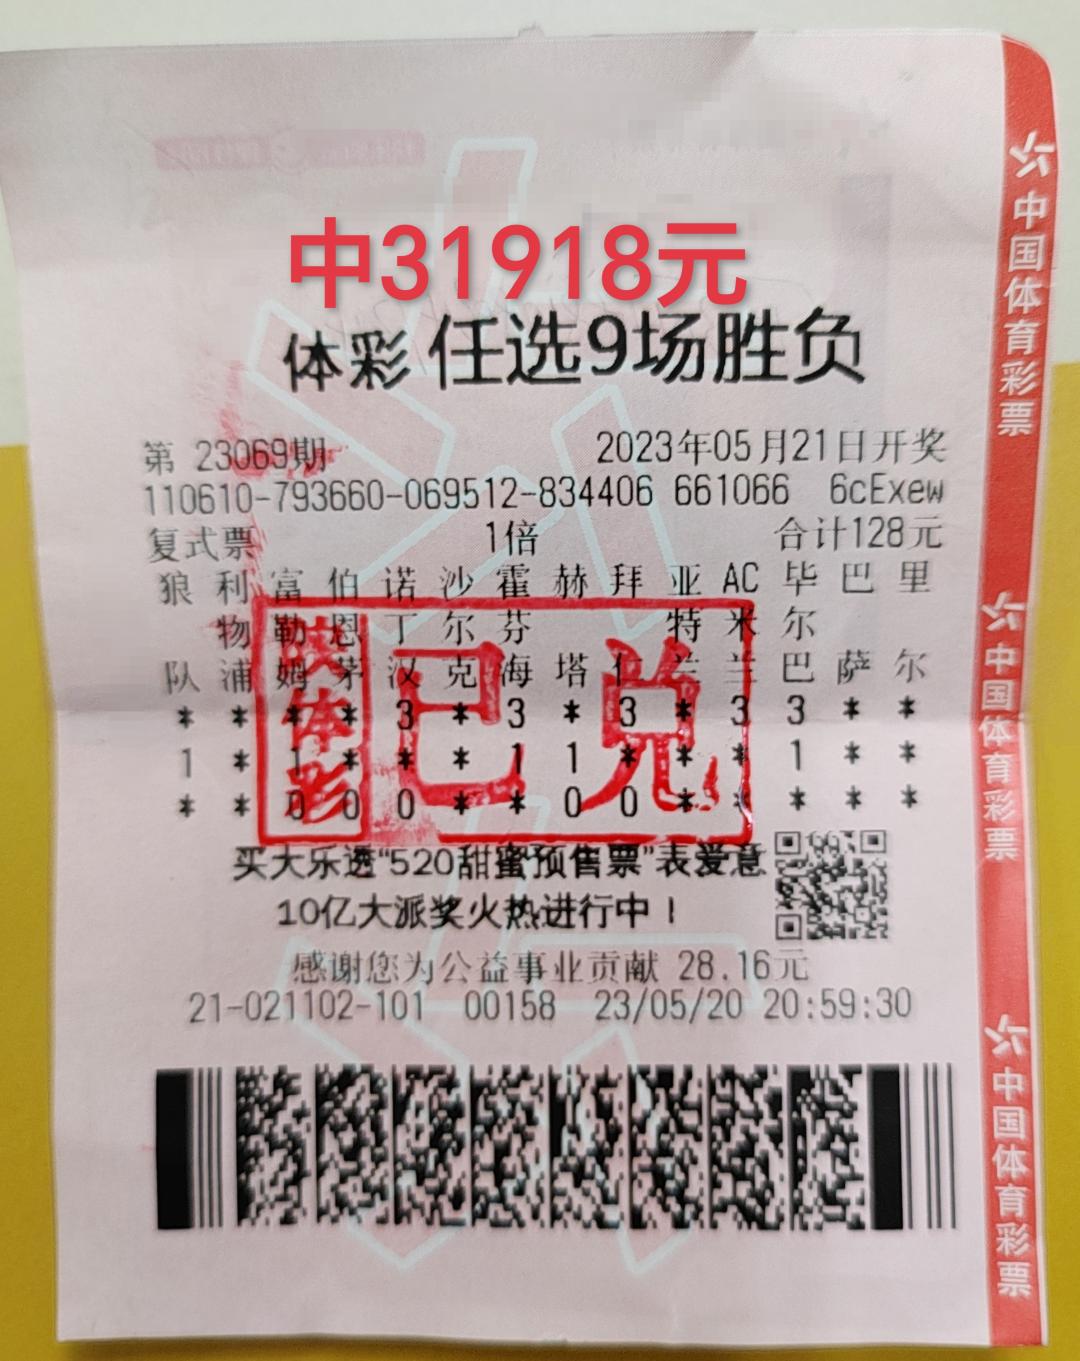 中31918元
体彩 任选9场胜负
第 23069期 2023年05月21日开奖
110610-793660-069512-834406 661066 6cExew
复式票 1倍 合计128元
狼 利 富 伯 诺 沙 霍 赫 拜 亚 AC 毕 巴 里
物 勒 恩 丁 尔 芬 特 米 尔
队 浦 姆 茅 汉 克 海 塔 仁 兰 兰 巴 萨 尔
* * * * 3 * 3 * 3 * 3 3 * *
1 * 1 * * * 1 1 * * * 1 * *
* * 0 0 0 * * 0 0 * * * * *
体彩
已兑
买大乐透“520甜蜜预售票”表爱意
10亿大派奖火热进行中！
感谢您为公益事业贡献 28.16元
21-021102-101 00158 23/05/20 20:59:30
中国体育彩票
中国体育彩票
中国体育彩票